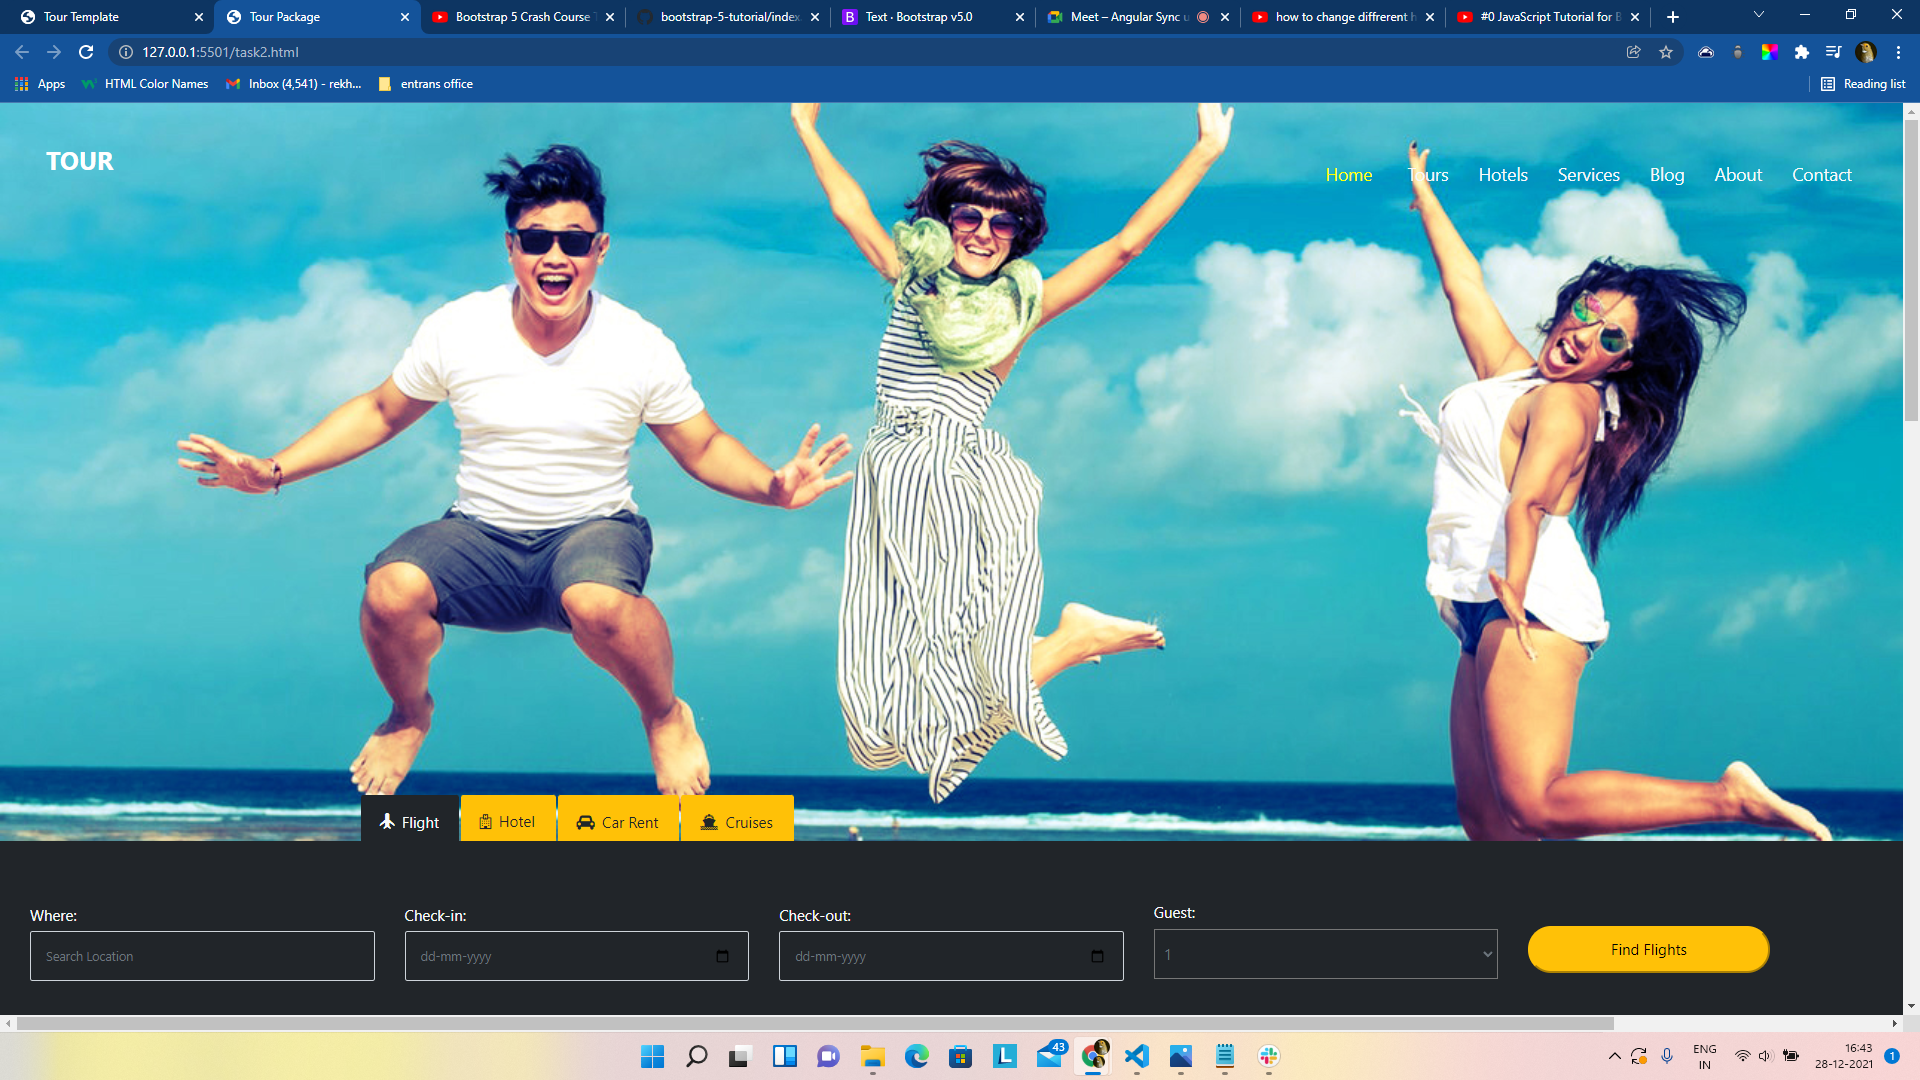 Tour Template
Tour Package
Bootstrap 5 Crash Course
bootstrap-5-tutorial/index.
Text · Bootstrap v5.0
Meet – Angular Sync u
how to change diffrerent h
#0 JavaScript Tutorial for B
127.0.0.1:5501/task2.html
Apps
HTML Color Names
Inbox (4,541) - rekh...
entrans office
Reading list
TOUR
Home
Tours
Hotels
Services
Blog
About
Contact
Flight
Hotel
Car Rent
Cruises
Where:
Check-in:
Check-out:
Guest:
Search Location
dd-mm-yyyy
dd-mm-yyyy
1
Find Flights
43
ENG
IN
16:43
28-12-2021
1